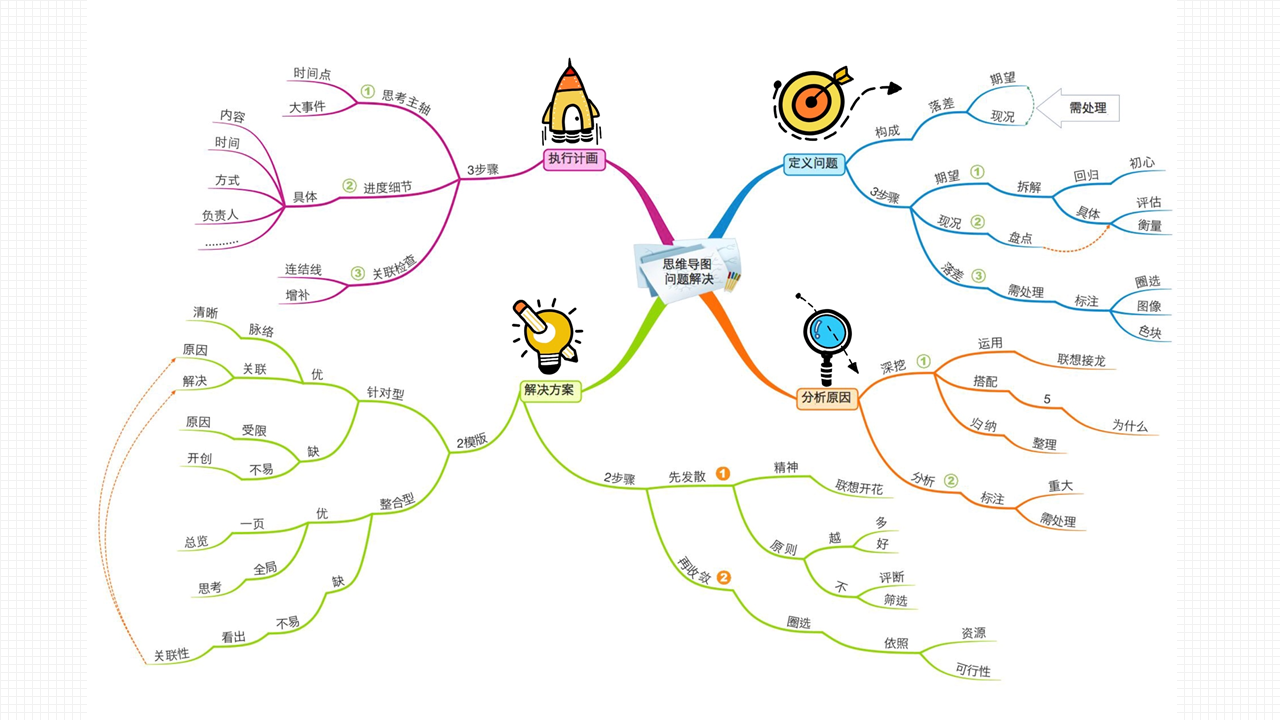 思维导图
问题解决
定义问题
构成
落差
期望
现况
需处理
3步骤
期望 ①
拆解
回归
初心
具体
评估
衡量
现况 ②
盘点
落差 ③
需处理
标注
圈选
图像
色块
分析原因
深挖 ①
运用
联想接龙
搭配
5
为什么
归纳
整理
分析 ②
标注
重大
需处理
解决方案
2步骤
先发散 ❶
精神
联想开花
原则
越
多
好
不
评断
筛选
再收敛 ❷
圈选
依照
资源
可行性
2模版
针对型
优
脉络
清晰
关联
原因
解决
缺
受限
原因
不易
开创
整合型
优
一页
总览
全局
思考
缺
不易
看出
关联性
执行计画
3步骤
① 思考主轴
时间点
大事件
② 进度细节
具体
内容
时间
方式
负责人
..........
③ 关联检查
连结线
增补